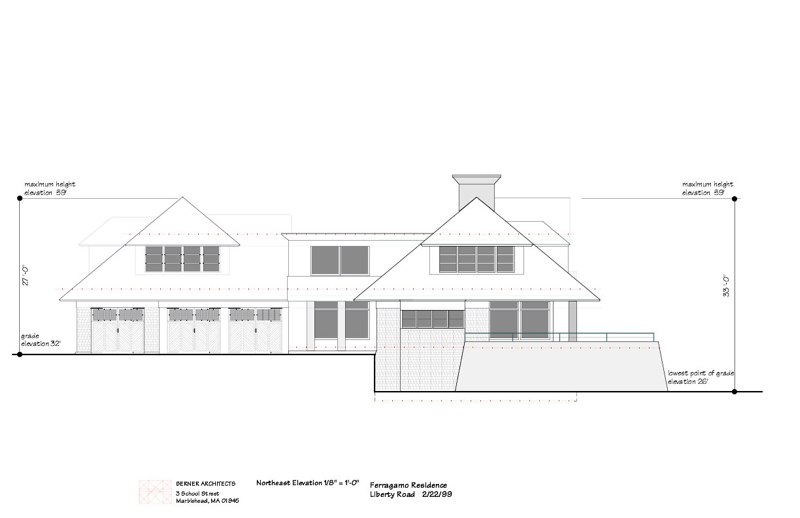 maximum height
elevation 59'
maximum height
elevation 59'
27'-0"
33'-0"
grade
elevation 32'
lowest point of grade
elevation 26'
DERNER ARCHITECTS
3 School Street
Marblehead, MA 01945
Northeast Elevation 1/8" = 1'-0"
Ferragamo Residence
Liberty Road 2/22/99